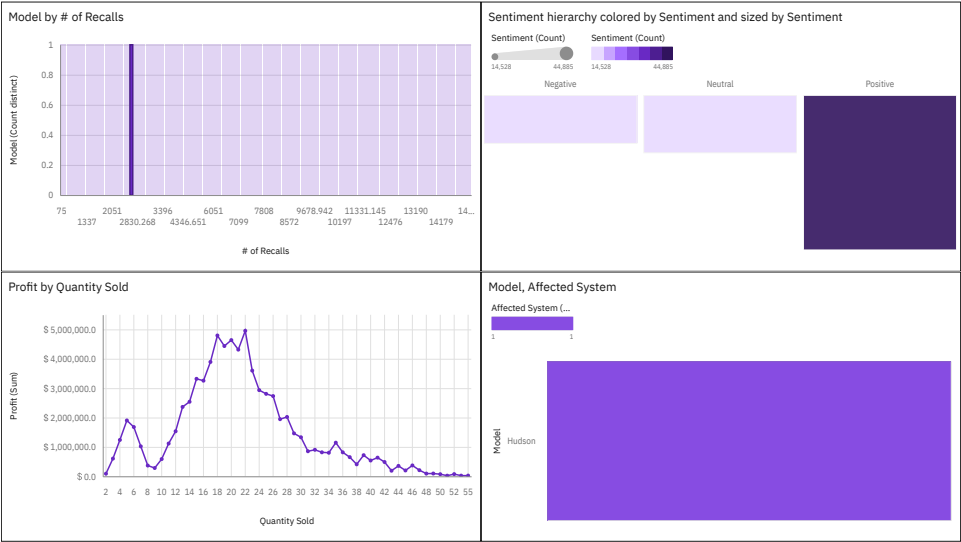 Model by # of Recalls
Model (Count distinct)
1
0.8
0.6
0.4
0.2
0
75 2051 3396 6051 7808 9678.942 11331.145 13190 14...
1337 2830.268 4346.651 7099 8572 10197 12476 14179
# of Recalls
Sentiment hierarchy colored by Sentiment and sized by Sentiment
Sentiment (Count) Sentiment (Count)
14,528 44,885 14,528 44,885
Negative Neutral Positive
Profit by Quantity Sold
Profit (Sum)
$ 5,000,000.0
$ 4,000,000.0
$ 3,000,000.0
$ 2,000,000.0
$ 1,000,000.0
$ 0.0
2 4 6 8 10 12 14 16 18 20 22 24 26 28 30 32 34 36 38 40 42 44 46 48 50 52 55
Quantity Sold
Model, Affected System
Affected System (...
1 1
Model
Hudson